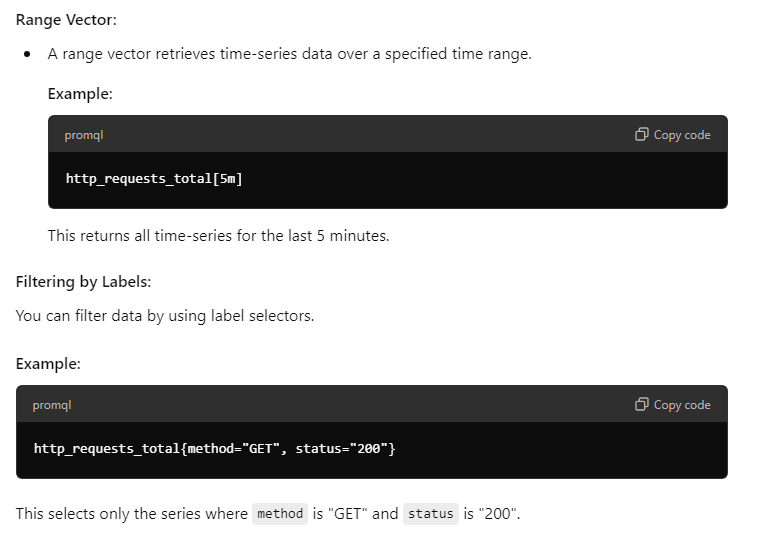 Range Vector:
• A range vector retrieves time-series data over a specified time range.
Example:
promql Copy code
http_requests_total[5m]
This returns all time-series for the last 5 minutes.
Filtering by Labels:
You can filter data by using label selectors.
Example:
promql Copy code
http_requests_total{method="GET", status="200"}
This selects only the series where method is "GET" and status is "200".